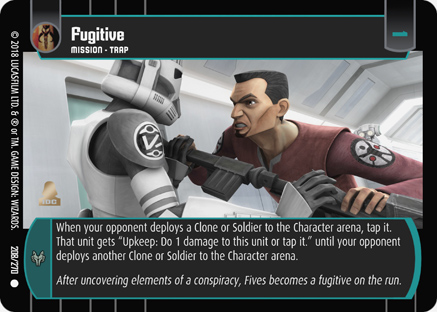 Fugitive
MISSION • TRAP
When your opponent deploys a Clone or Soldier to the Character arena, tap it.
That unit gets “Upkeep: Do 1 damage to this unit or tap it.” until your opponent
deploys another Clone or Soldier to the Character arena.
After uncovering elements of a conspiracy, Fives becomes a fugitive on the run.
© 2018 LUCASFILM LTD. & ® or TM. GAME DESIGN: WIZARDS.